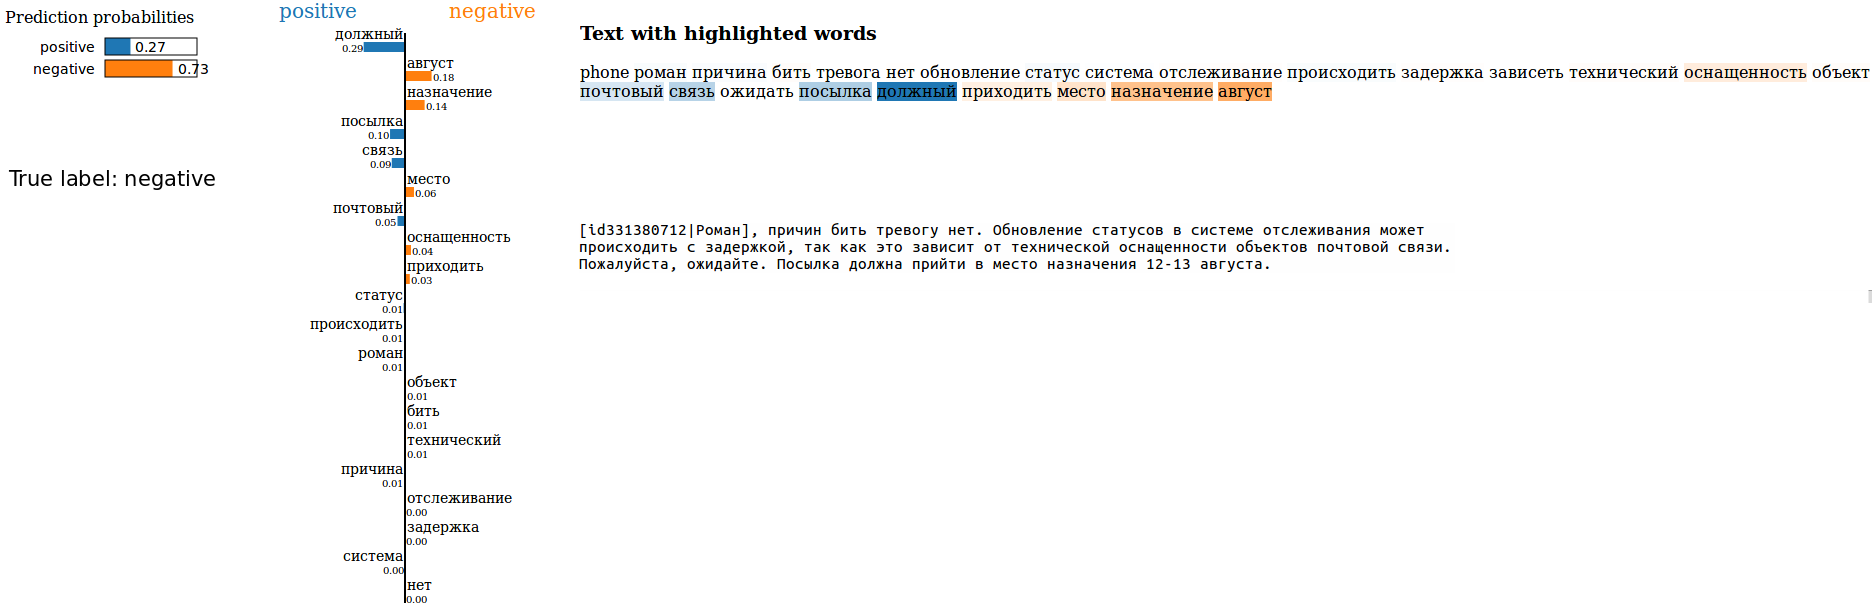 Prediction probabilities
positive 0.27
negative 0.73
True label: negative
positive negative
должный
0.29
август
0.18
назначение
0.14
посылка
0.10
связь
0.09
место
0.06
почтовый
0.05
оснащенность
0.04
приходить
0.03
статус
0.01
происходить
0.01
роман
0.01
объект
0.01
бить
0.01
технический
0.01
причина
0.01
отслеживание
0.00
задержка
0.00
система
0.00
нет
0.00
Text with highlighted words
phone роман причина бить тревога нет обновление статус система отслеживание происходить задержка зависеть технический оснащенность объект
почтовый связь ожидать посылка должный приходить место назначение август
[id331380712|Роман], причин бить тревогу нет. Обновление статусов в системе отслеживания может
происходить с задержкой, так как это зависит от технической оснащенности объектов почтовой связи.
Пожалуйста, ожидайте. Посылка должна прийти в место назначения 12-13 августа.